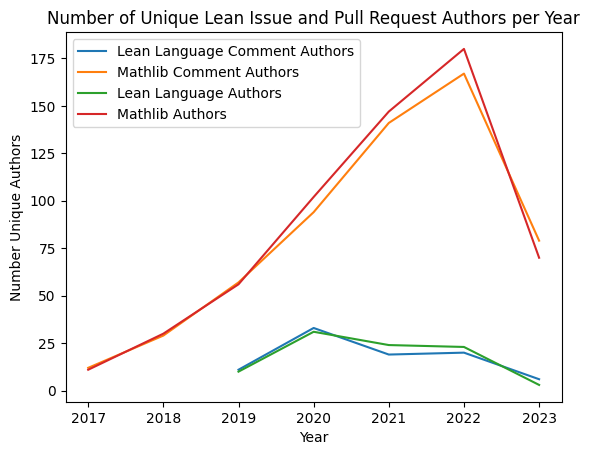 Number of Unique Lean Issue and Pull Request Authors per Year
Lean Language Comment Authors
Mathlib Comment Authors
Lean Language Authors
Mathlib Authors
Number Unique Authors
175
150
125
100
75
50
25
0
2017 2018 2019 2020 2021 2022 2023
Year